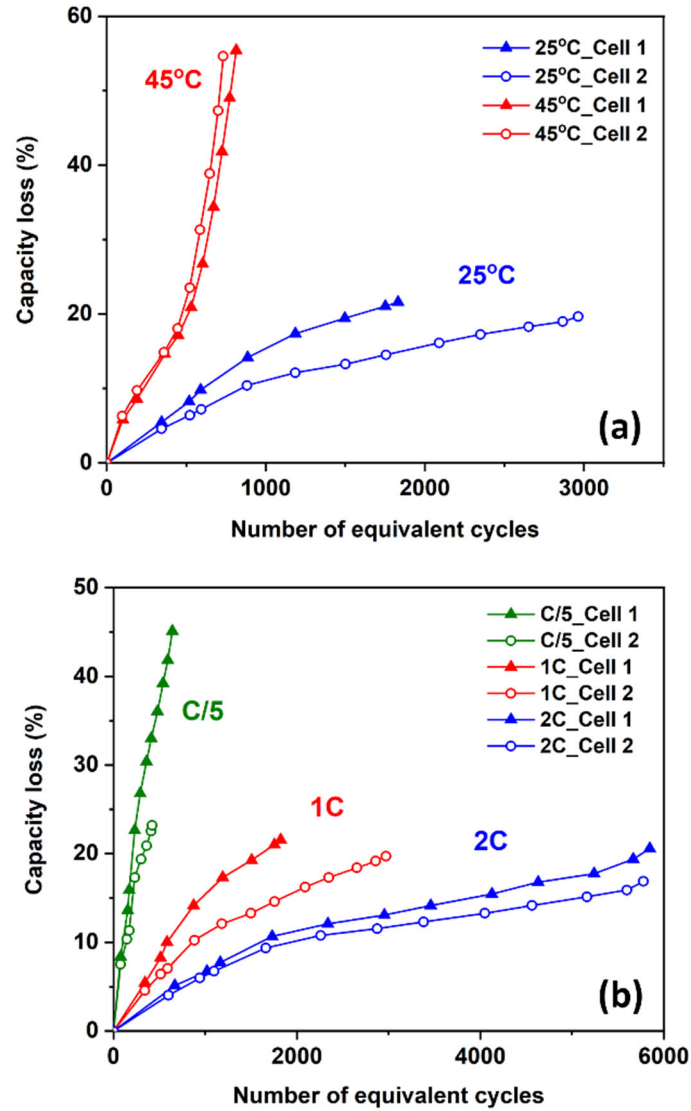 60
40
20
0
Capacity loss (%)
45°C
25°C
25°C_Cell 1
25°C_Cell 2
45°C_Cell 1
45°C_Cell 2
(a)
0 1000 2000 3000
Number of equivalent cycles
50
40
30
20
10
0
Capacity loss (%)
C/5
1C
2C
C/5_Cell 1
C/5_Cell 2
1C_Cell 1
1C_Cell 2
2C_Cell 1
2C_Cell 2
(b)
0 2000 4000 6000
Number of equivalent cycles